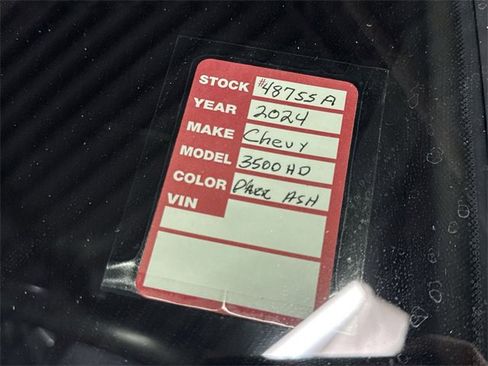 STOCK #48755A
YEAR 2024
MAKE Chevy
MODEL 3500HD
COLOR DARK ASH
VIN